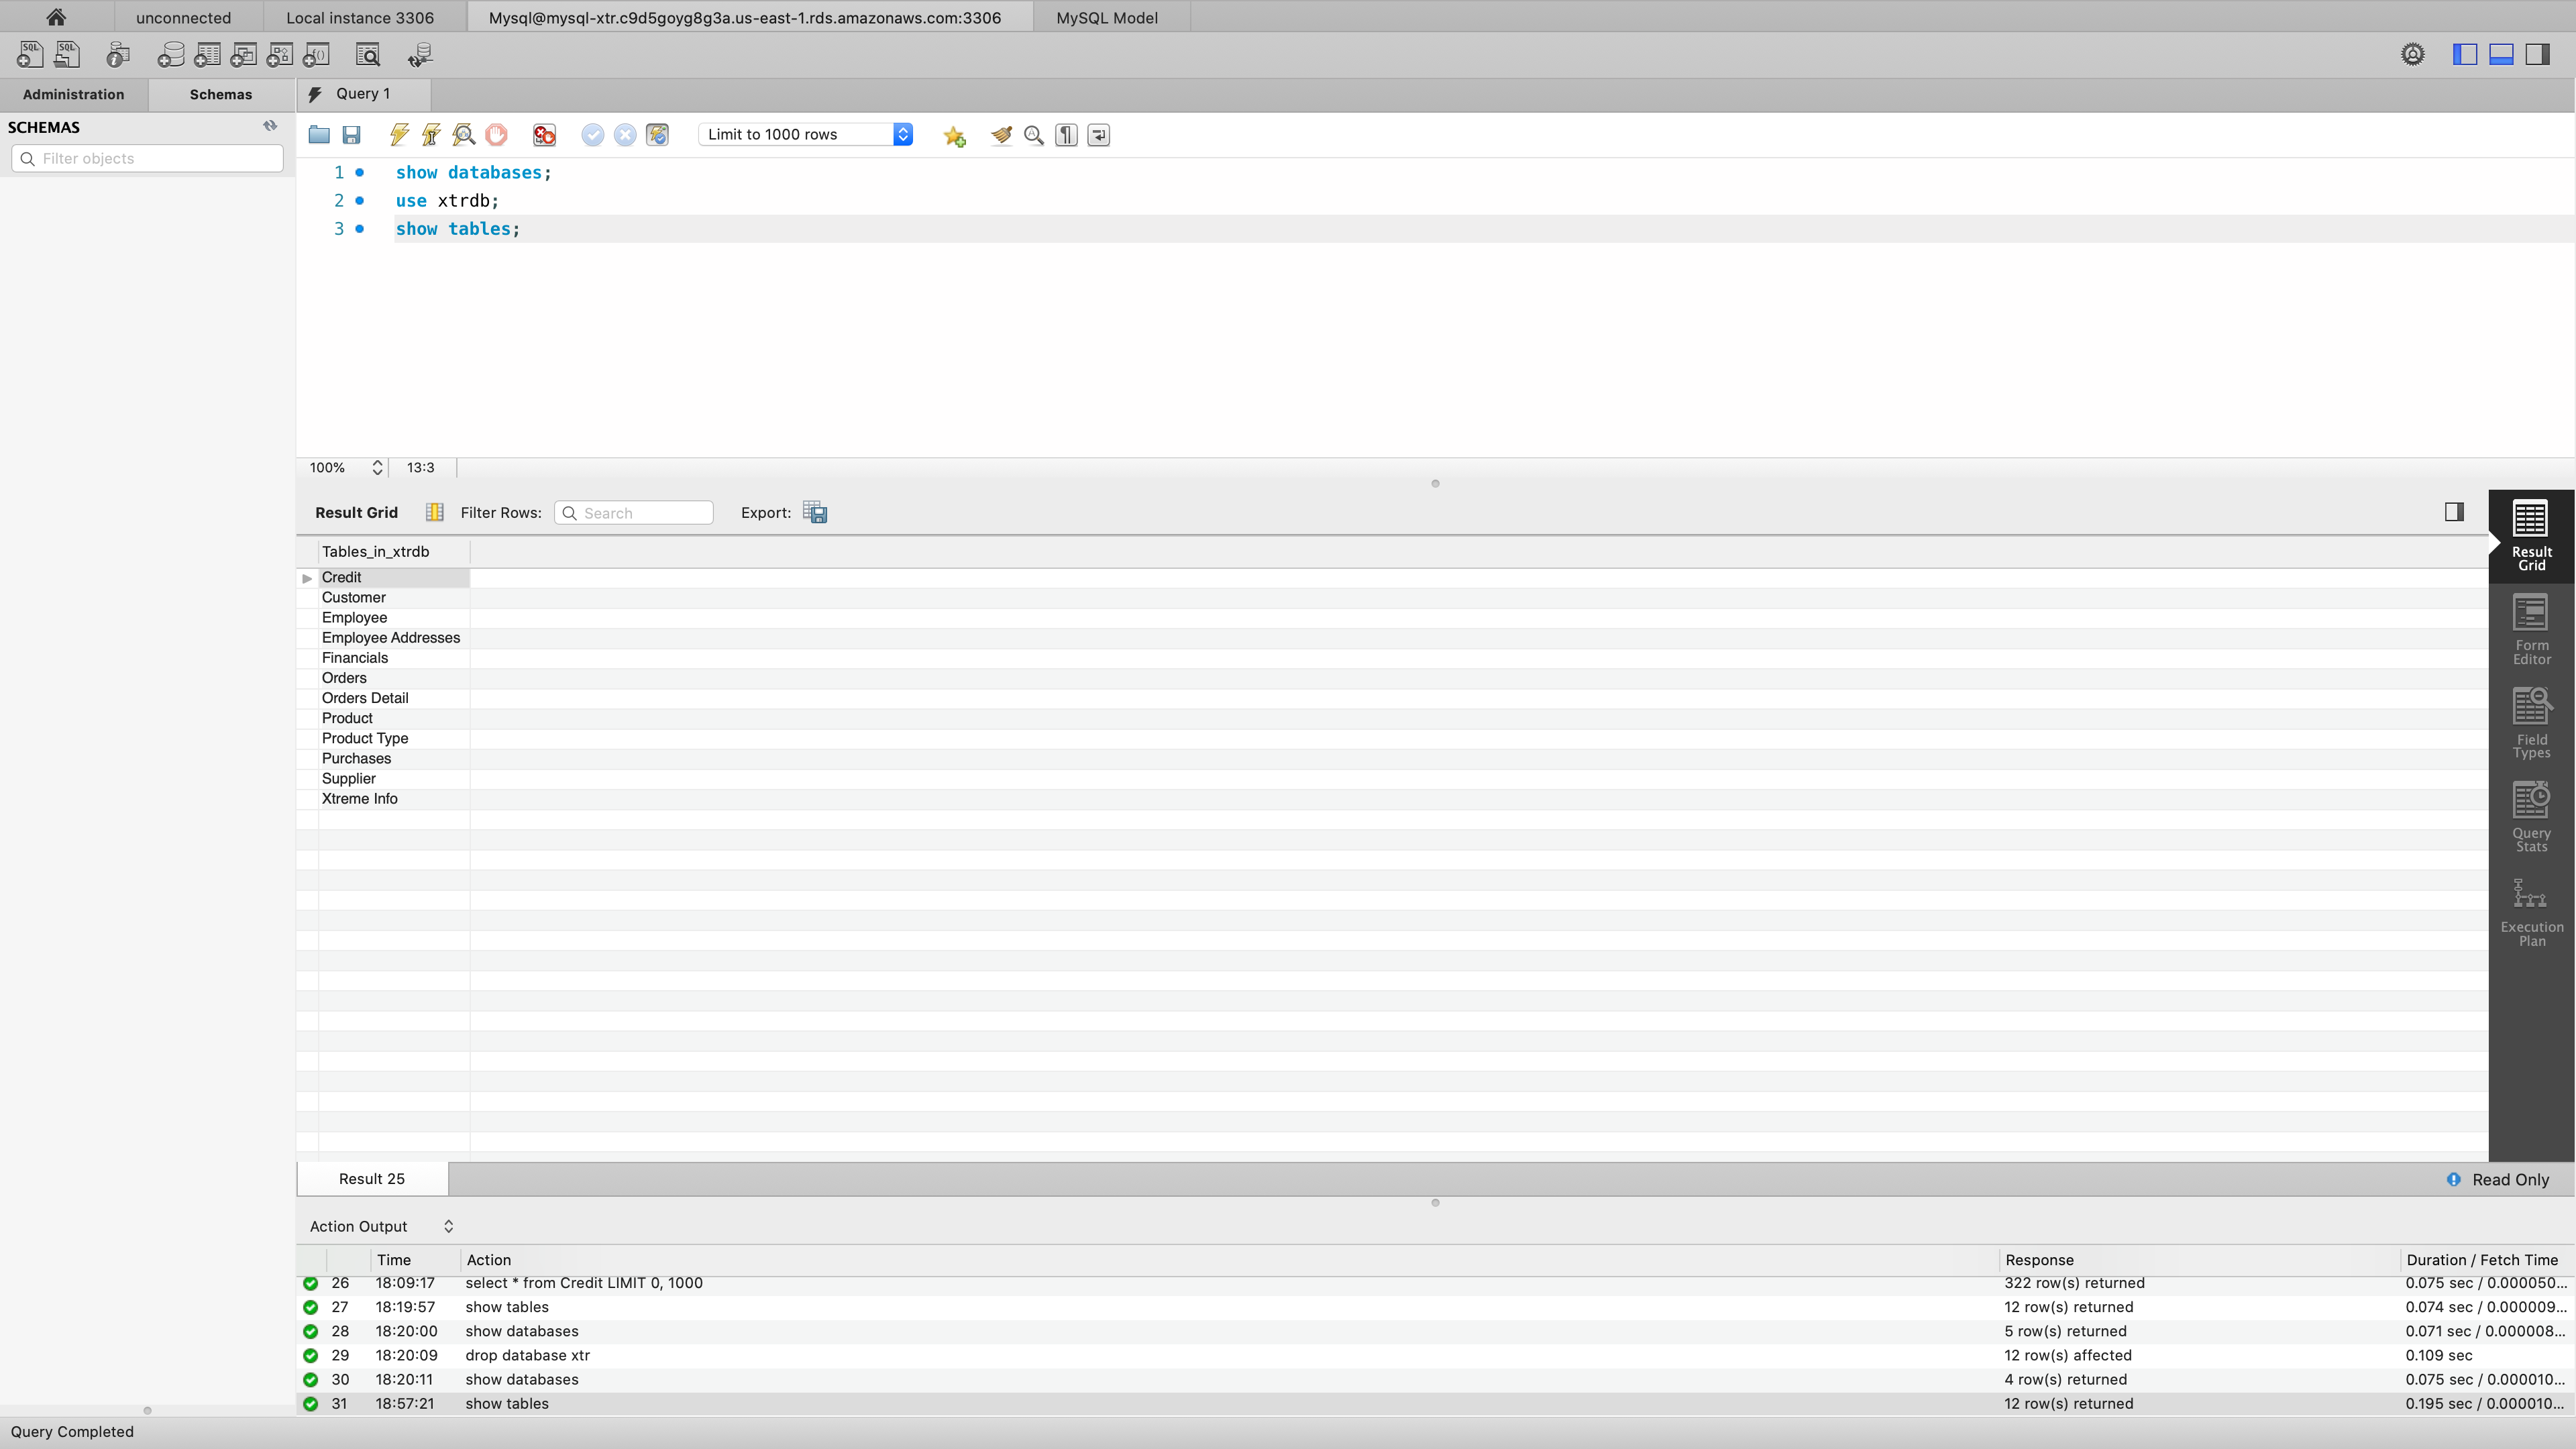 unconnected Local instance 3306 Mysql@mysql-xtr.c9d5goyg8g3a.us-east-1.rds.amazonaws.com:3306 MySQL Model
SQL SQL
Administration Schemas Query 1
SCHEMAS
Filter objects
Limit to 1000 rows
1 show databases;
2 use xtrdb;
3 show tables;
100% 13:3
Result Grid Filter Rows: Search Export:
Tables_in_xtrdb
Credit
Customer
Employee
Employee Addresses
Financials
Orders
Orders Detail
Product
Product Type
Purchases
Supplier
Xtreme Info
Result
Grid
Form
Editor
Field
Types
Query
Stats
Execution
Plan
Result 25 Read Only
Action Output
Time Action Response Duration / Fetch Time
26 18:09:17 select * from Credit LIMIT 0, 1000 322 row(s) returned 0.075 sec / 0.000050...
27 18:19:57 show tables 12 row(s) returned 0.074 sec / 0.000009...
28 18:20:00 show databases 5 row(s) returned 0.071 sec / 0.000008...
29 18:20:09 drop database xtr 12 row(s) affected 0.109 sec
30 18:20:11 show databases 4 row(s) returned 0.075 sec / 0.000010...
31 18:57:21 show tables 12 row(s) returned 0.195 sec / 0.000010...
Query Completed